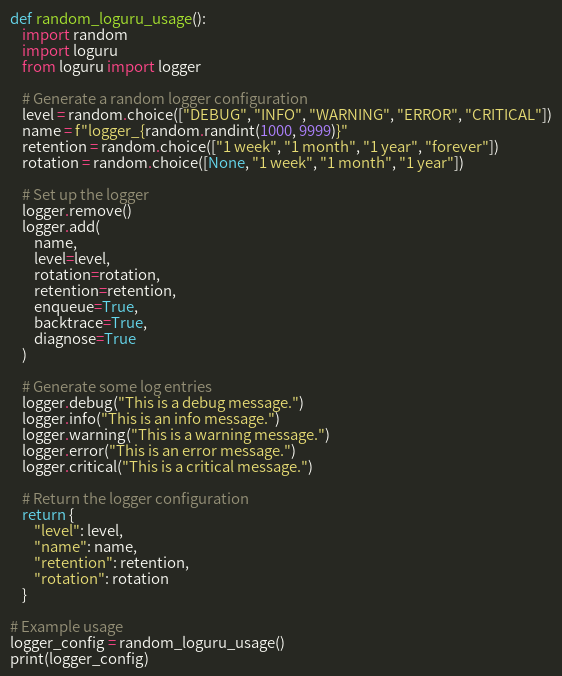 def random_loguru_usage():
    import random
    import loguru
    from loguru import logger

    # Generate a random logger configuration
    level = random.choice(["DEBUG", "INFO", "WARNING", "ERROR", "CRITICAL"])
    name = f"logger_{random.randint(1000, 9999)}"
    retention = random.choice(["1 week", "1 month", "1 year", "forever"])
    rotation = random.choice([None, "1 week", "1 month", "1 year"])

    # Set up the logger
    logger.remove()
    logger.add(
        name,
        level=level,
        rotation=rotation,
        retention=retention,
        enqueue=True,
        backtrace=True,
        diagnose=True
    )

    # Generate some log entries
    logger.debug("This is a debug message.")
    logger.info("This is an info message.")
    logger.warning("This is a warning message.")
    logger.error("This is an error message.")
    logger.critical("This is a critical message.")

    # Return the logger configuration
    return {
        "level": level,
        "name": name,
        "retention": retention,
        "rotation": rotation
    }

# Example usage
logger_config = random_loguru_usage()
print(logger_config)